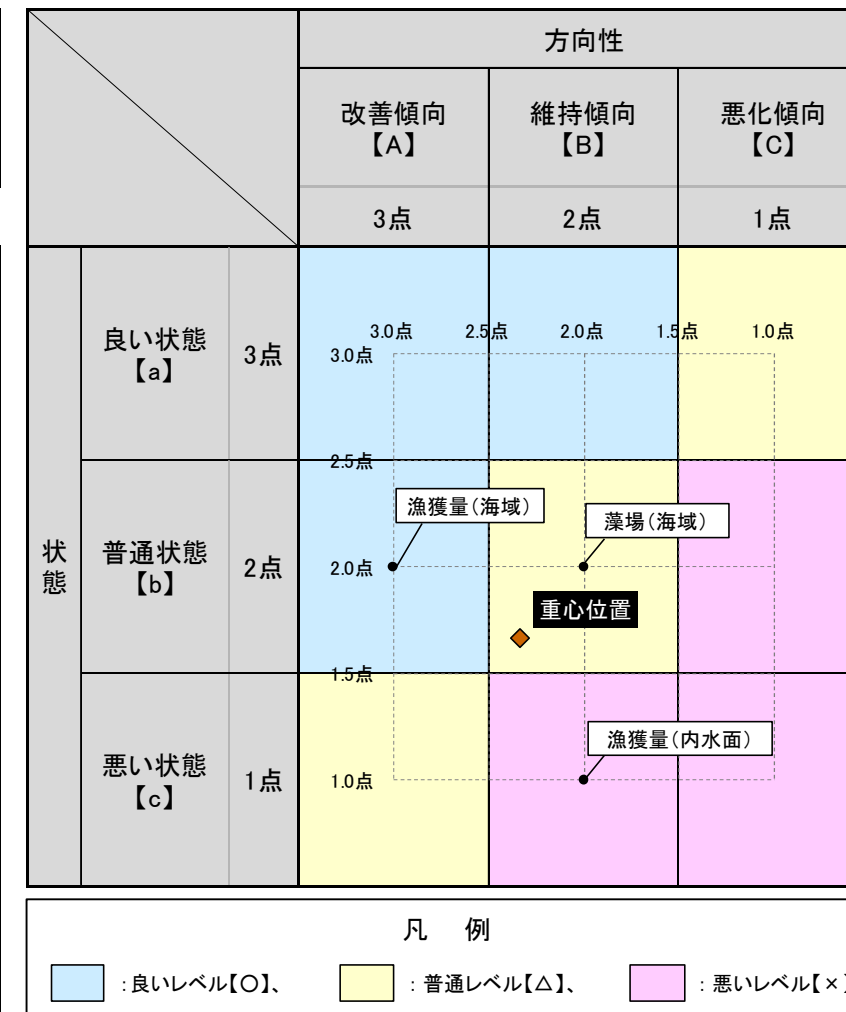 方向性
改善傾向
【A】
維持傾向
【B】
悪化傾向
【C】
3点
2点
1点
状態
良い状態
【a】
3点
3.0点
2.5点
2.0点
1.5点
1.0点
3.0点
2.5点
普通状態
【b】
2点
漁獲量(海域)
藻場(海域)
2.0点
重心位置
1.5点
悪い状態
【c】
1点
漁獲量(内水面)
1.0点
凡 例
:良いレベル【○】、
:普通レベル【△】、
:悪いレベル【×】